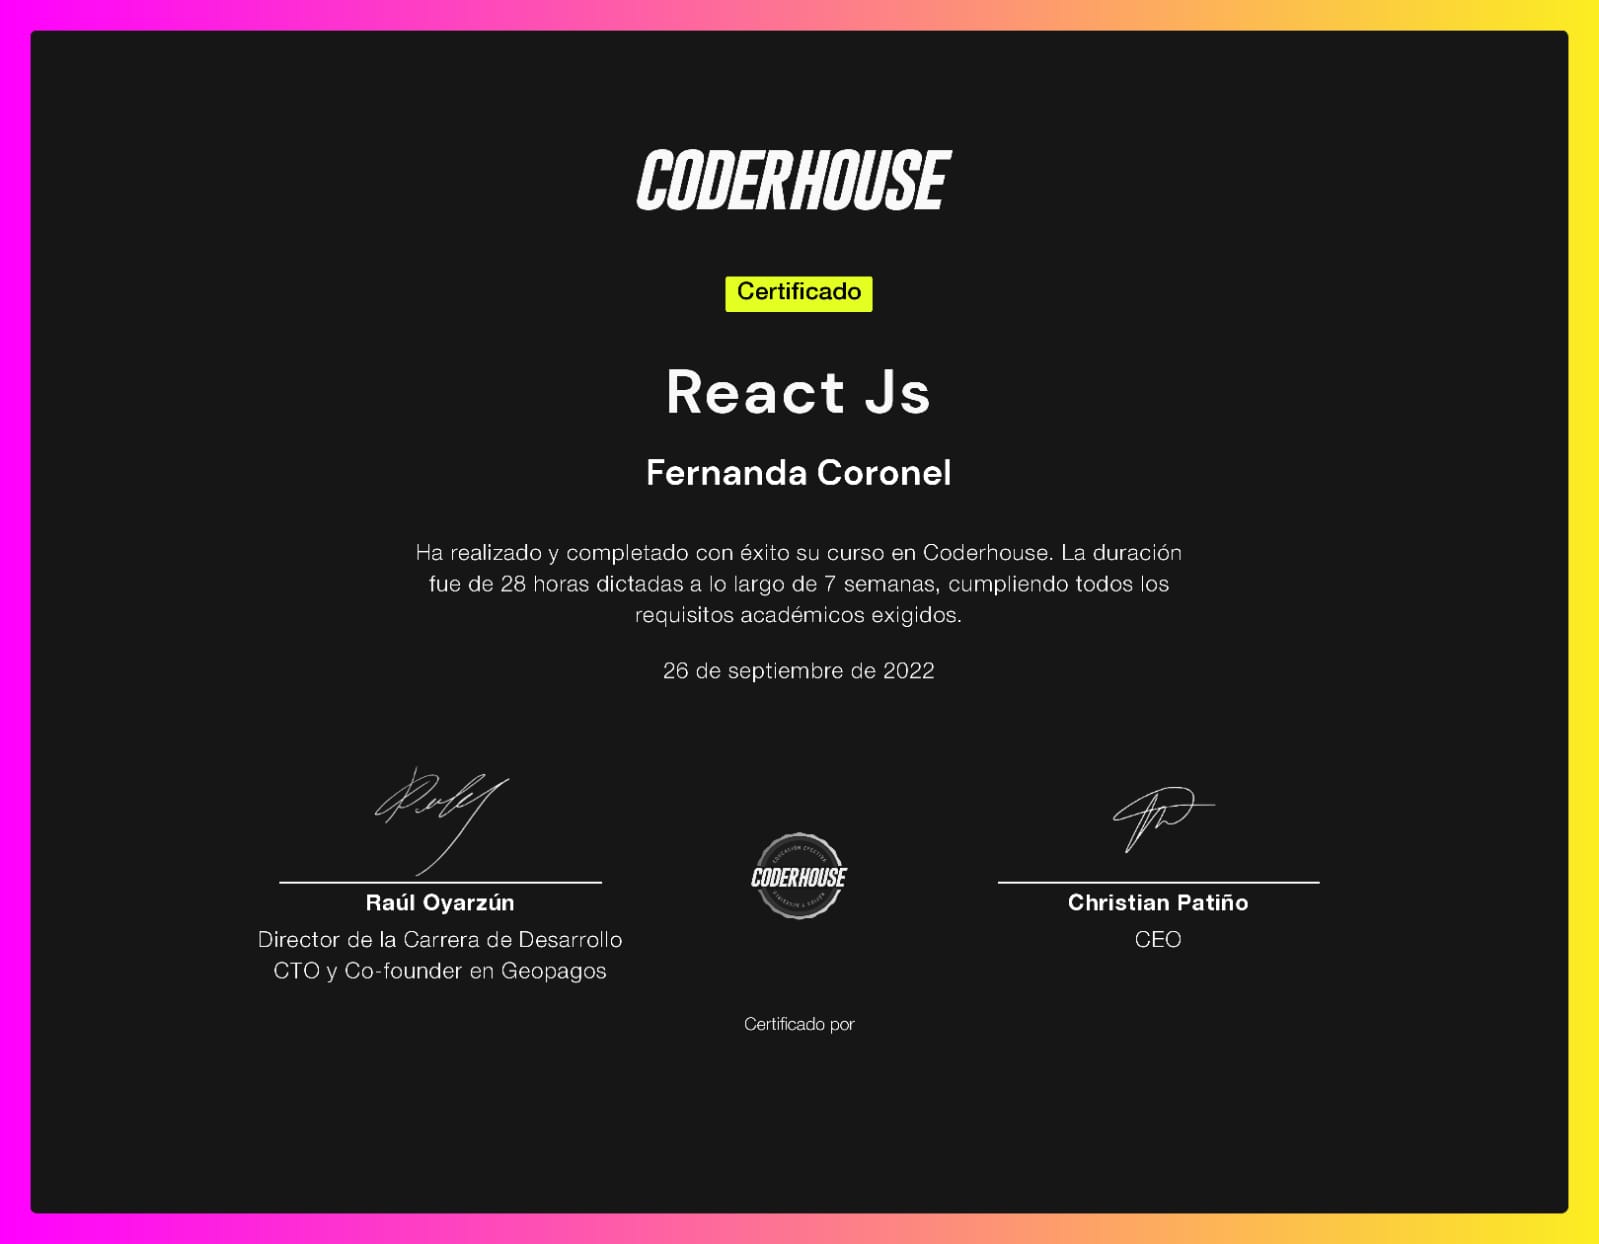 CODERHOUSE
Certificado
React Js
Fernanda Coronel
Ha realizado y completado con éxito su curso en Coderhouse. La duración
fue de 28 horas dictadas a lo largo de 7 semanas, cumpliendo todos los
requisitos académicos exigidos.
26 de septiembre de 2022
EDUCACIÓN EFECTIVA
CODERHOUSE
Raúl Oyarzún
Director de la Carrera de Desarrollo
CTO y Co-founder en Geopagos
Christian Patiño
CEO
Certificado por